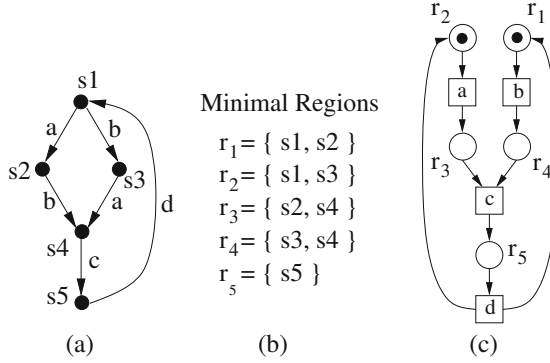 s1
a
b
s2
s3
b
a
d
s4
c
s5
(a)
Minimal Regions
r1 = { s1, s2 }
r2 = { s1, s3 }
r3 = { s2, s4 }
r4 = { s3, s4 }
r5 = { s5 }
(b)
(c)
r2
r1
a
b
r3
r4
c
r5
d